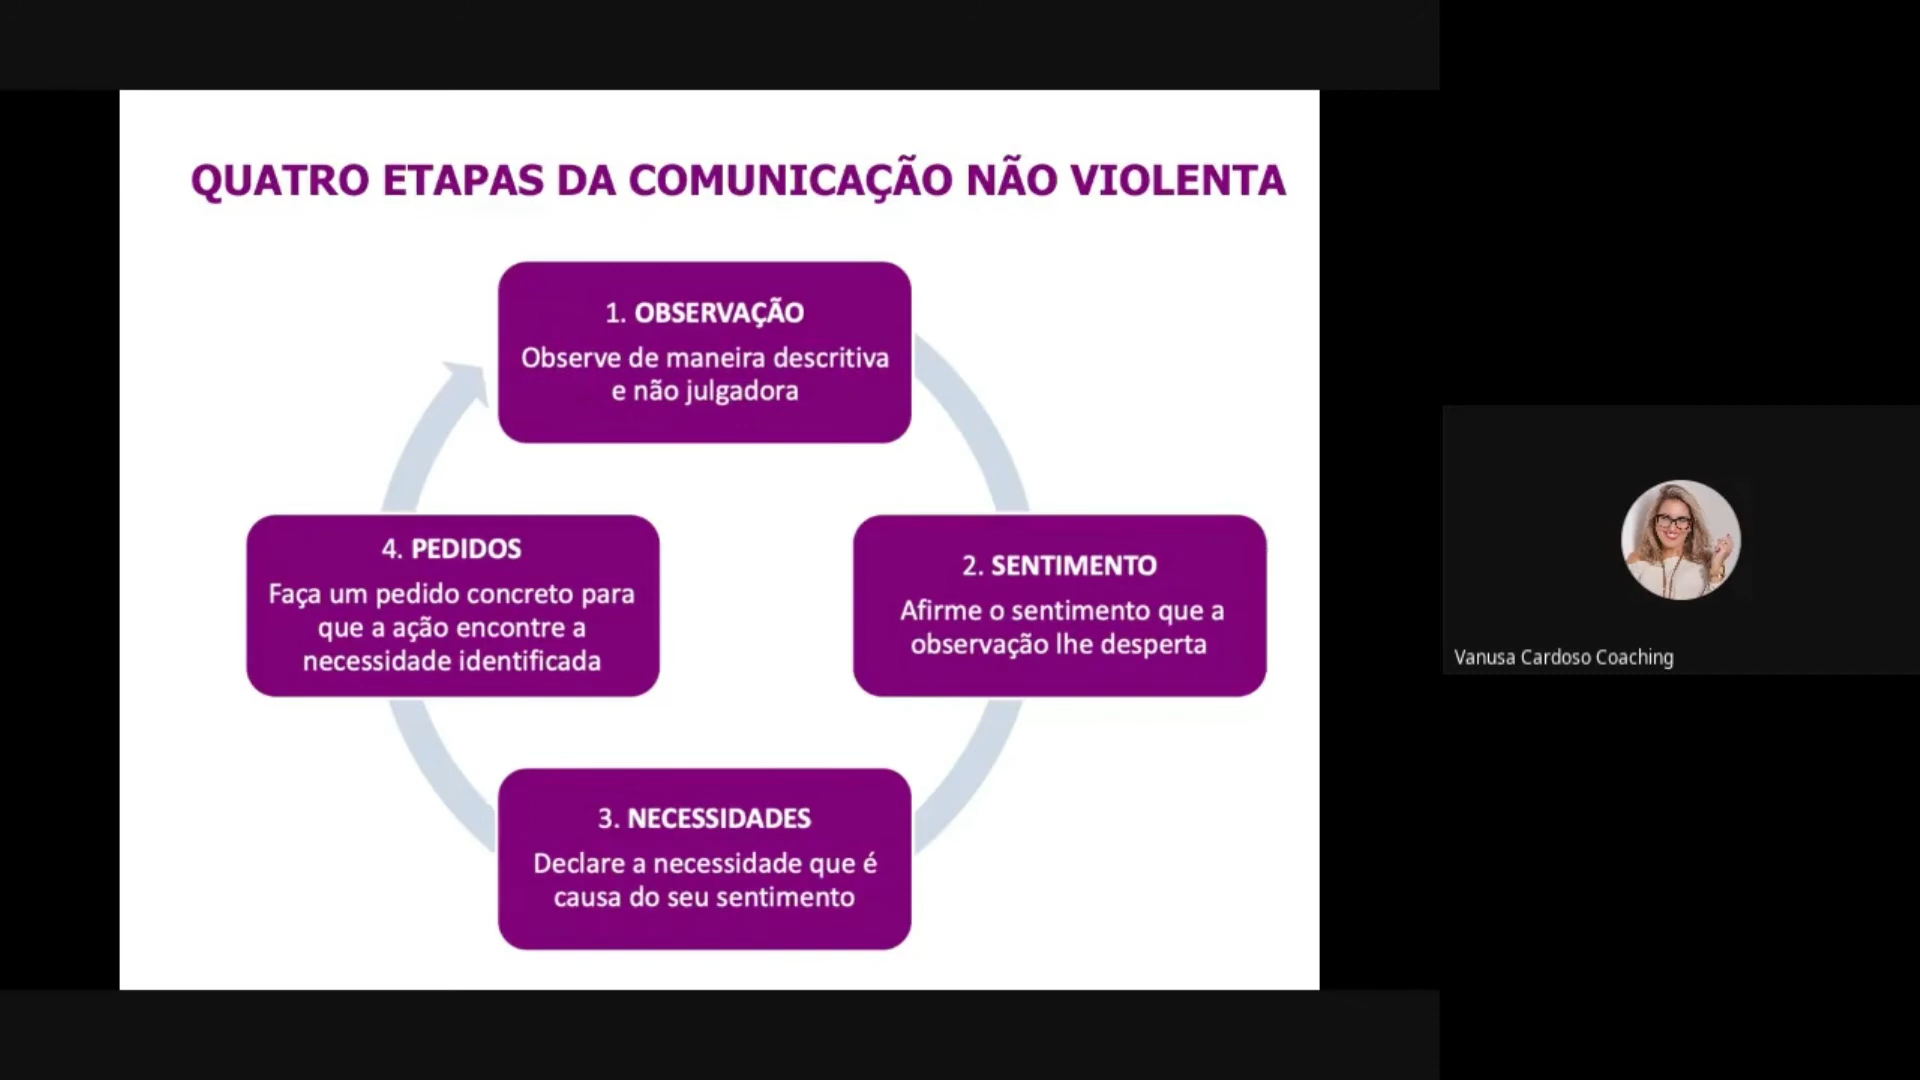 QUATRO ETAPAS DA COMUNICAÇÃO NÃO VIOLENTA
1. OBSERVAÇÃO
Observe de maneira descritiva
e não julgadora
2. SENTIMENTO
Afirme o sentimento que a
observação lhe desperta
3. NECESSIDADES
Declare a necessidade que é
causa do seu sentimento
4. PEDIDOS
Faça um pedido concreto para
que a ação encontre a
necessidade identificada
Vanusa Cardoso Coaching